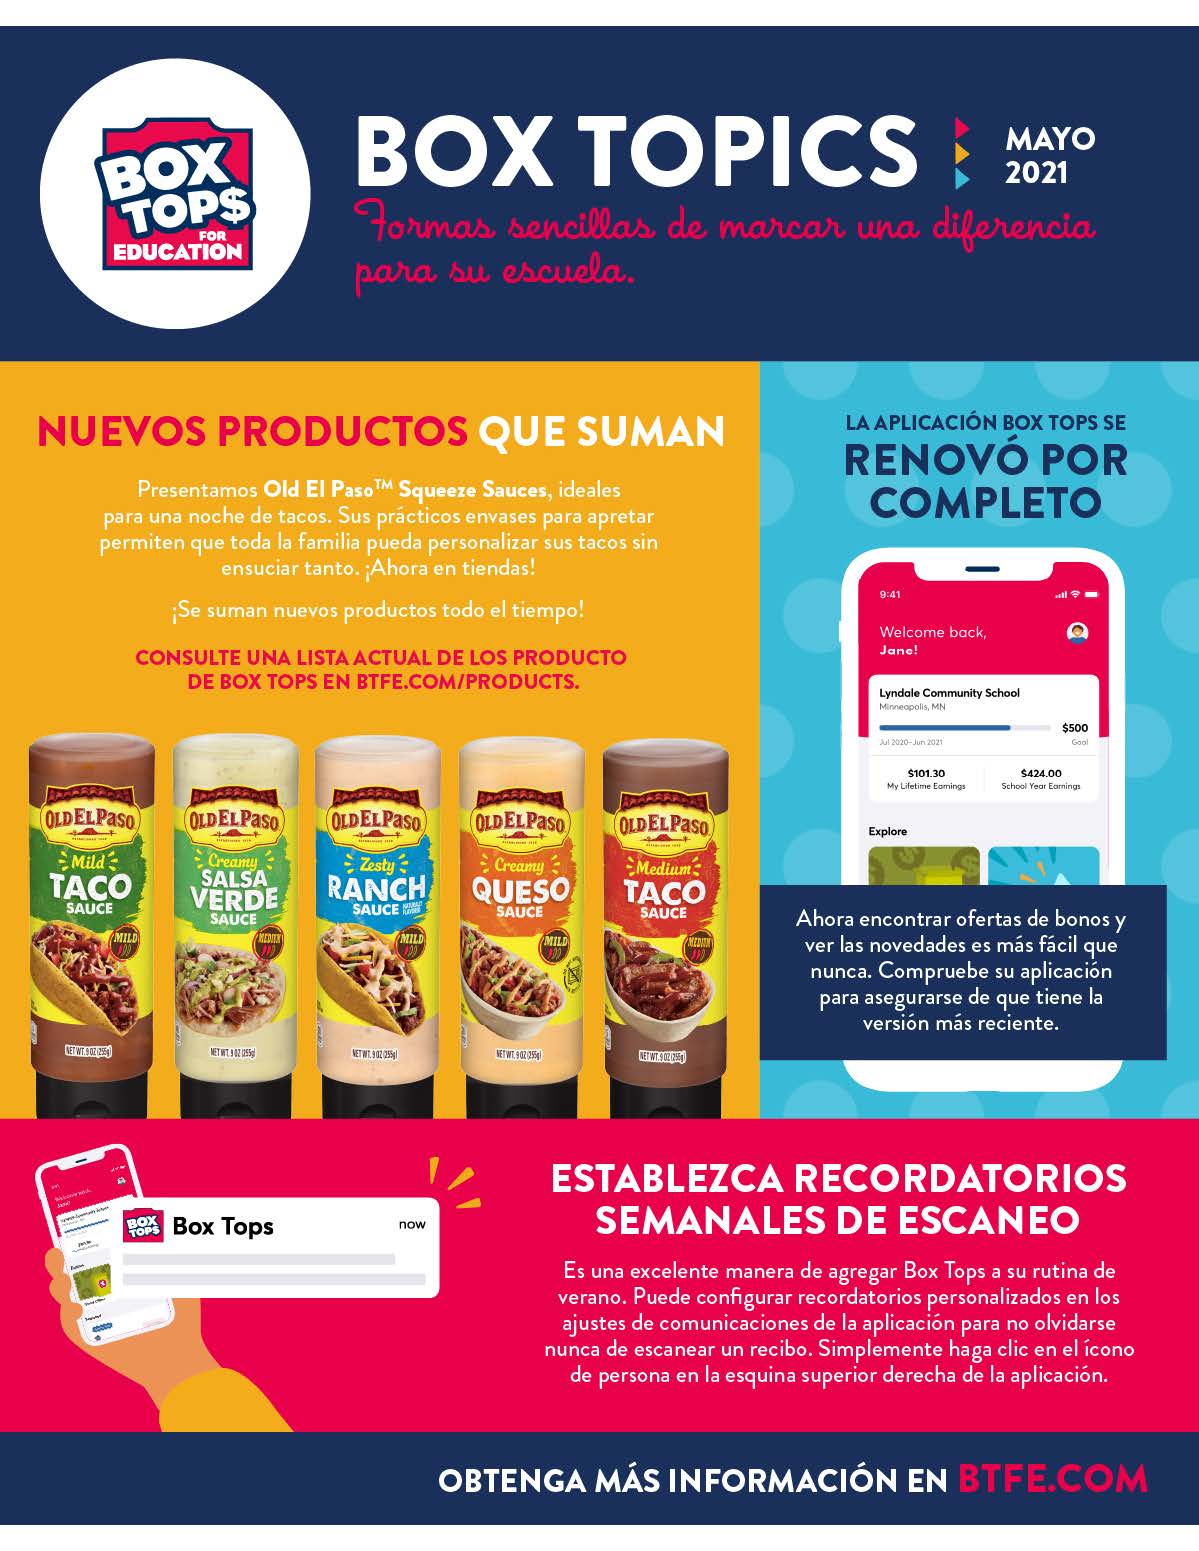 BOX
TOP$
FOR
EDUCATION
BOX TOPICS
MAYO
2021
Formas sencillas de marcar una diferencia
para su escuela.
NUEVOS PRODUCTOS QUE SUMAN
Presentamos Old El Paso™ Squeeze Sauces, ideales
para una noche de tacos. Sus prácticos envases para apretar
permiten que toda la familia pueda personalizar sus tacos sin
ensuciar tanto. ¡Ahora en tiendas!
¡Se suman nuevos productos todo el tiempo!
CONSULTE UNA LISTA ACTUAL DE LOS PRODUCTO
DE BOX TOPS EN BTFE.COM/PRODUCTS.
OLD EL PASO
Mild
TACO
SAUCE
MILD
NET WT. 9 OZ (255g)
OLD EL PASO
Creamy
SALSA
VERDE
SAUCE
MEDIUM
NET WT. 9 OZ (255g)
OLD EL PASO
Zesty
RANCH
SAUCE NATURALLY FLAVORED
MILD
NET WT. 9 OZ (255g)
OLD EL PASO
Creamy
QUESO
SAUCE
MILD
NET WT. 9 OZ (255g)
OLD EL PASO
Medium
TACO
SAUCE
MEDIUM
NET WT. 9 OZ (255g)
LA APLICACIÓN BOX TOPS SE
RENOVÓ POR
COMPLETO
9:41
Welcome back,
Jane!
Lyndale Community School
Minneapolis, MN
$500
Jul 2020-Jun 2021 Goal
$101.30 $424.00
My Lifetime Earnings School Year Earnings
Explore
Ahora encontrar ofertas de bonos y
ver las novedades es más fácil que
nunca. Compruebe su aplicación
para asegurarse de que tiene la
versión más reciente.
Welcome back,
Jane!
BOX
TOP$
Box Tops now
ESTABLEZCA RECORDATORIOS
SEMANALES DE ESCANEO
Es una excelente manera de agregar Box Tops a su rutina de
verano. Puede configurar recordatorios personalizados en los
ajustes de comunicaciones de la aplicación para no olvidarse
nunca de escanear un recibo. Simplemente haga clic en el ícono
de persona en la esquina superior derecha de la aplicación.
OBTENGA MÁS INFORMACIÓN EN BTFE.COM